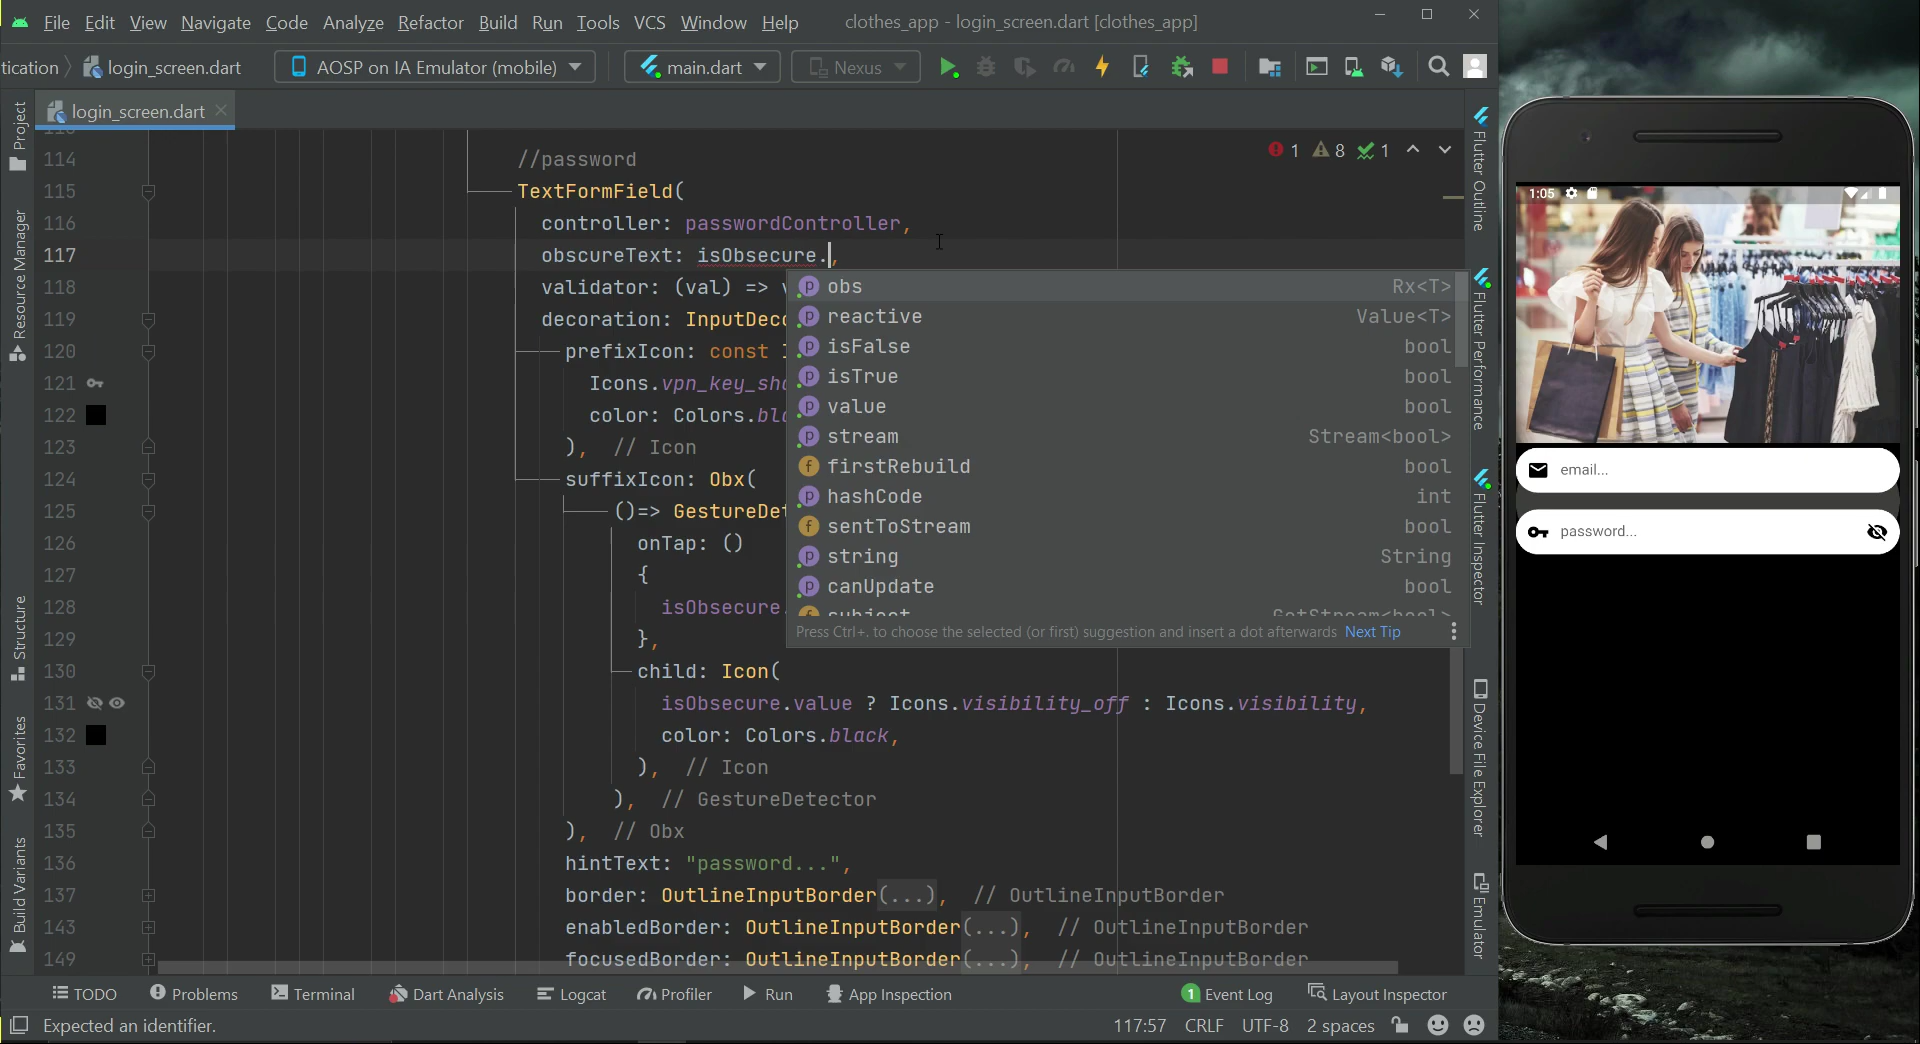 File Edit View Navigate Code Analyze Refactor Build Run Tools VCS Window Help clothes_app - login_screen.dart [clothes_app]
tication login_screen.dart AOSP on IA Emulator (mobile) main.dart Nexus
login_screen.dart
114 //password
1 8 1
115 TextFormField(
116 controller: passwordController,
117 obscureText: isObsecure.,
118 validator: (val) =>
119 decoration: InputDeco
120 prefixIcon: const
121 Icons.vpn_key_sh
122 color: Colors.bl
123 ), // Icon
124 suffixIcon: Obx(
125 ()=> GestureDet
126 onTap: ()
127 {
128 isObsecure.
129 },
130 child: Icon(
131 isObsecure.value ? Icons.visibility_off : Icons.visibility,
132 color: Colors.black,
133 ), // Icon
134 ), // GestureDetector
135 ), // Obx
136 hintText: "password...",
137 border: OutlineInputBorder(...), // OutlineInputBorder
143 enabledBorder: OutlineInputBorder(...), // OutlineInputBorder
149 focusedBorder: OutlineInputBorder(...), // OutlineInputBorder
obs Rx<T>
reactive Value<T>
isFalse bool
isTrue bool
value bool
stream Stream<bool>
firstRebuild bool
hashCode int
sentToStream bool
string String
canUpdate bool
subject GetStream<bool>
Press Ctrl+. to choose the selected (or first) suggestion and insert a dot afterwards Next Tip
Project
Resource Manager
Structure
Favorites
Build Variants
Flutter Outline
Flutter Performance
Flutter Inspector
Device File Explorer
Emulator
TODO Problems Terminal Dart Analysis Logcat Profiler Run App Inspection 1 Event Log Layout Inspector
Expected an identifier. 117:57 CRLF UTF-8 2 spaces
1:05
email...
password...